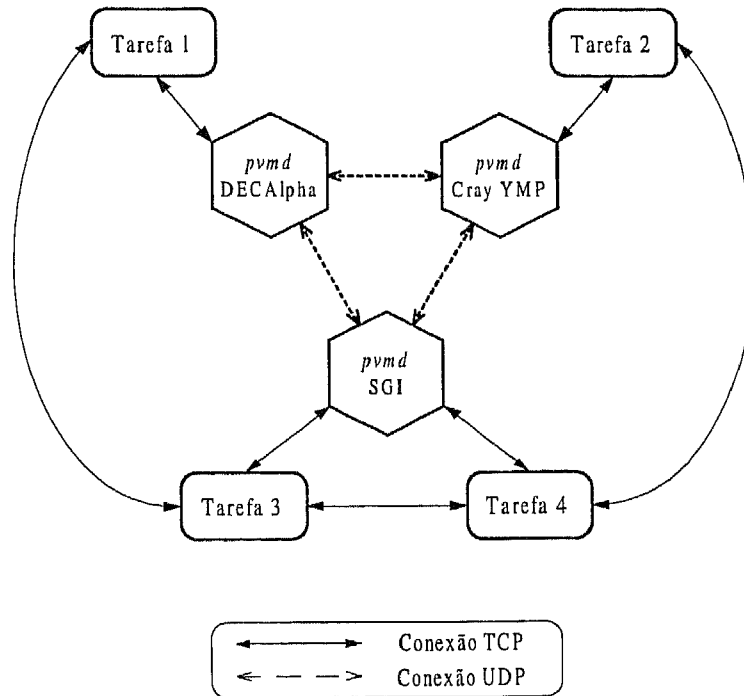 Tarefa 1
Tarefa 2
pvmd
DECAlpha
pvmd
Cray YMP
pvmd
SGI
Tarefa 3
Tarefa 4
Conexão TCP
Conexão UDP